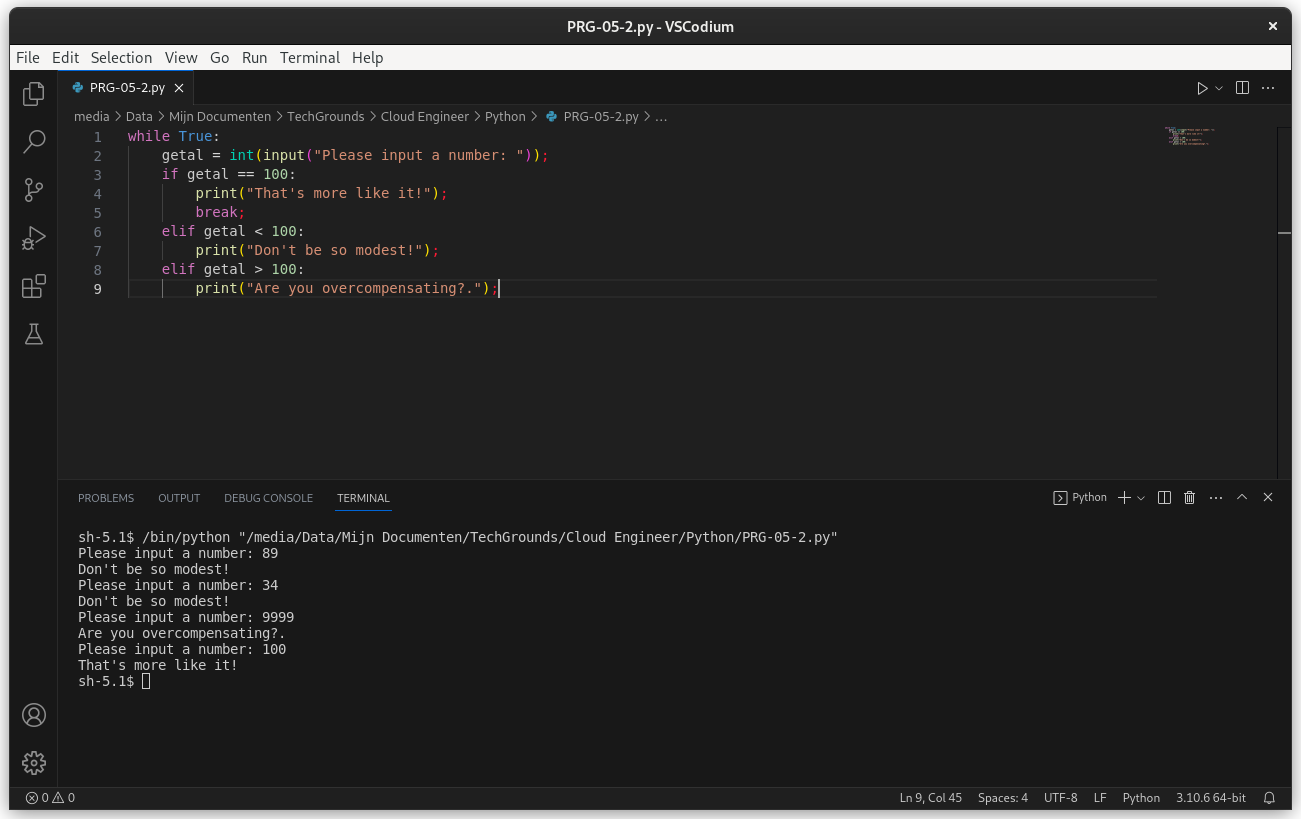 PRG-05-2.py - VSCodium
File Edit Selection View Go Run Terminal Help
PRG-05-2.py
media > Data > Mijn Documenten > TechGrounds > Cloud Engineer > Python > PRG-05-2.py > ...
1 while True:
2     getal = int(input("Please input a number: "));
3     if getal == 100:
4         print("That's more like it!");
5         break;
6     elif getal < 100:
7         print("Don't be so modest!");
8     elif getal > 100:
9         print("Are you overcompensating?.");
PROBLEMS OUTPUT DEBUG CONSOLE TERMINAL Python
sh-5.1$ /bin/python "/media/Data/Mijn Documenten/TechGrounds/Cloud Engineer/Python/PRG-05-2.py"
Please input a number: 89
Don't be so modest!
Please input a number: 34
Don't be so modest!
Please input a number: 9999
Are you overcompensating?.
Please input a number: 100
That's more like it!
sh-5.1$
0 0 Ln 9, Col 45 Spaces: 4 UTF-8 LF Python 3.10.6 64-bit